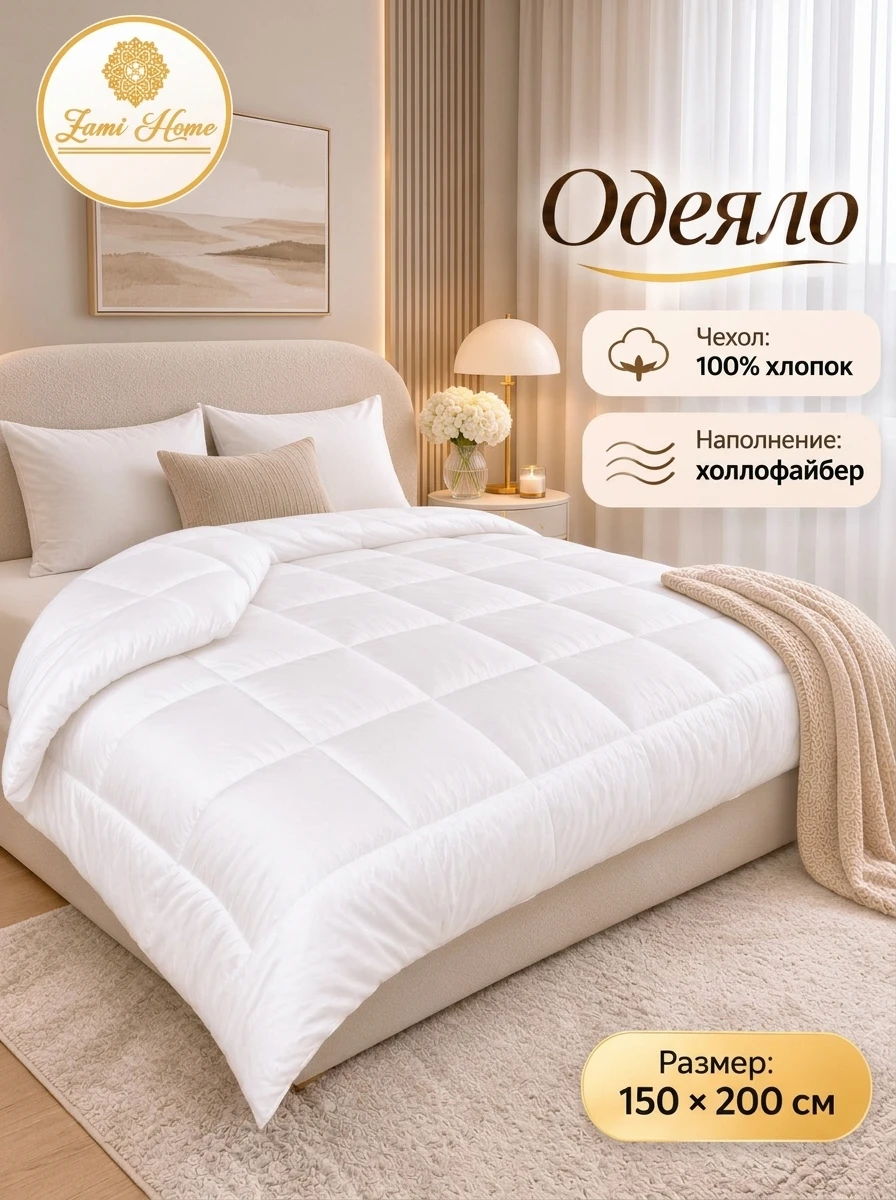 Zami Home
Одеяло
Чехол:
100% хлопок
Наполнение:
холлофайбер
Размер:
150 × 200 см